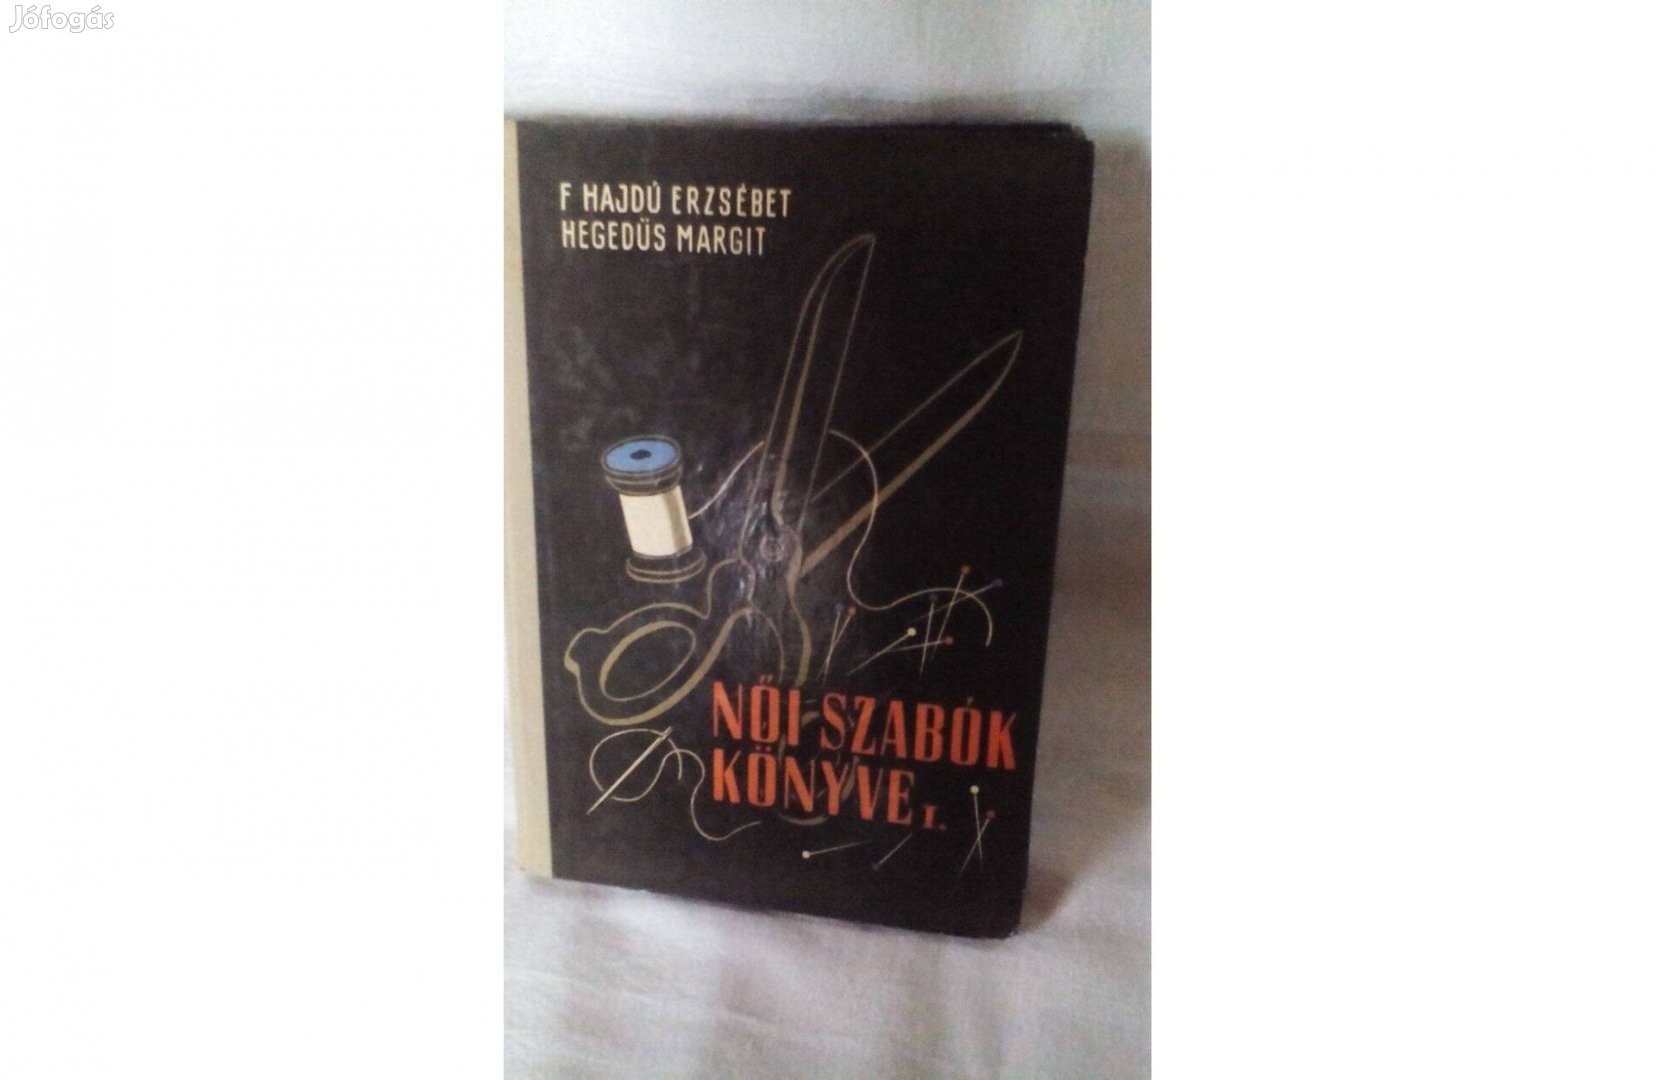 Jófogás
F HAJDÚ ERZSÉBET
HEGEDÜS MARGIT
NŐI SZABÓK
KÖNYVE I.